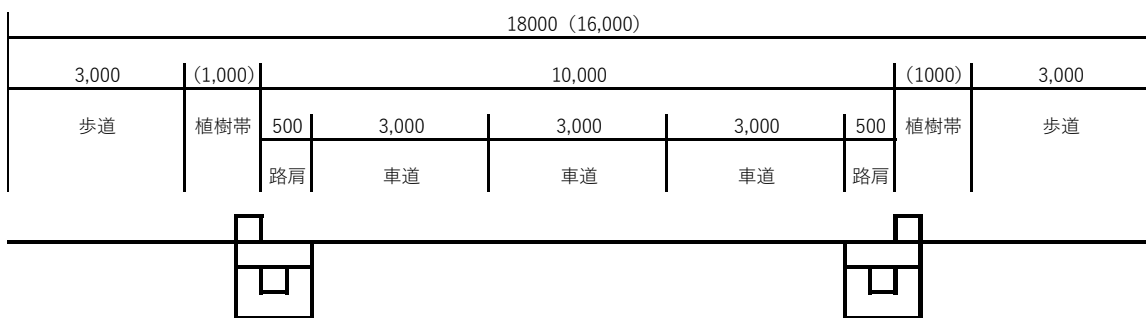 18000（16,000）
3,000 （1,000） 10,000 （1000） 3,000
歩道 植樹帯 500 3,000 3,000 3,000 500 植樹帯 歩道
路肩 車道 車道 車道 路肩